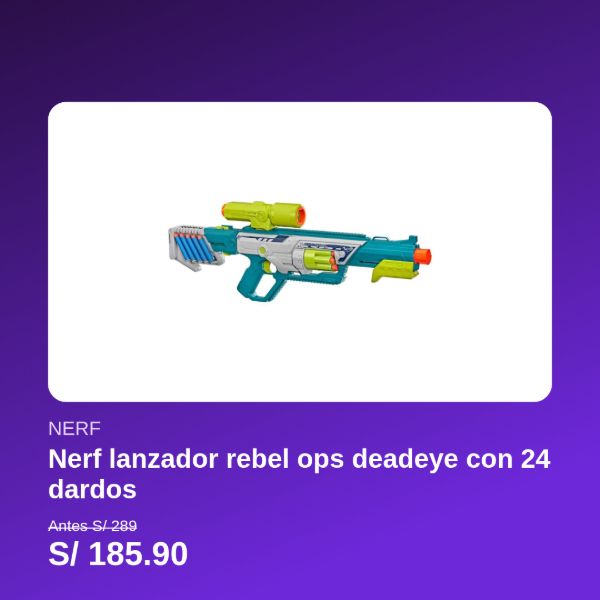 NERF
Nerf lanzador rebel ops deadeye con 24
dardos
Antes S/ 289
S/ 185.90